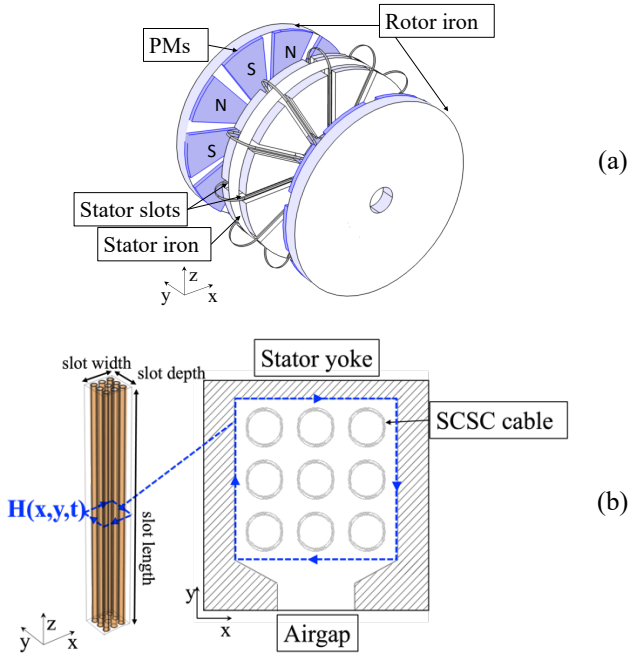 Rotor iron
PMs
N
S
N
S
(a)
Stator slots
Stator iron
z
y
x
slot width
slot depth
Stator yoke
SCSC cable
H(x,y,t)
slot length
(b)
y
x
z
y
x
Airgap